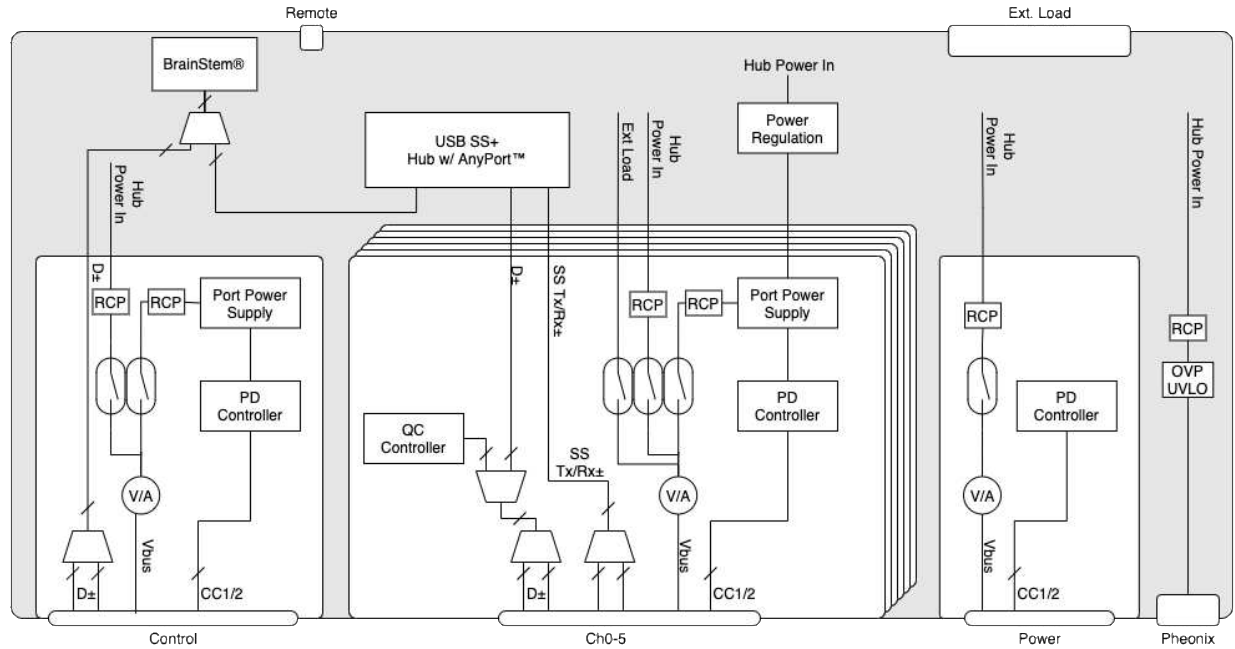 Remote
Ext. Load
BrainStem®
Hub Power In
USB SS+
Hub w/ AnyPort™
Power
Regulation
Hub
Power In
Ext Load
Hub
Power In
Hub
Power In
Hub Power In
D±
RCP
RCP
Port Power
Supply
D±
SS Tx/Rx±
RCP
RCP
Port Power
Supply
RCP
RCP
OVP
UVLO
PD
Controller
QC
Controller
PD
Controller
PD
Controller
SS
Tx/Rx±
V/A
V/A
V/A
Vbus
Vbus
Vbus
D±
CC1/2
D±
CC1/2
CC1/2
Control
Ch0-5
Power
Pheonix